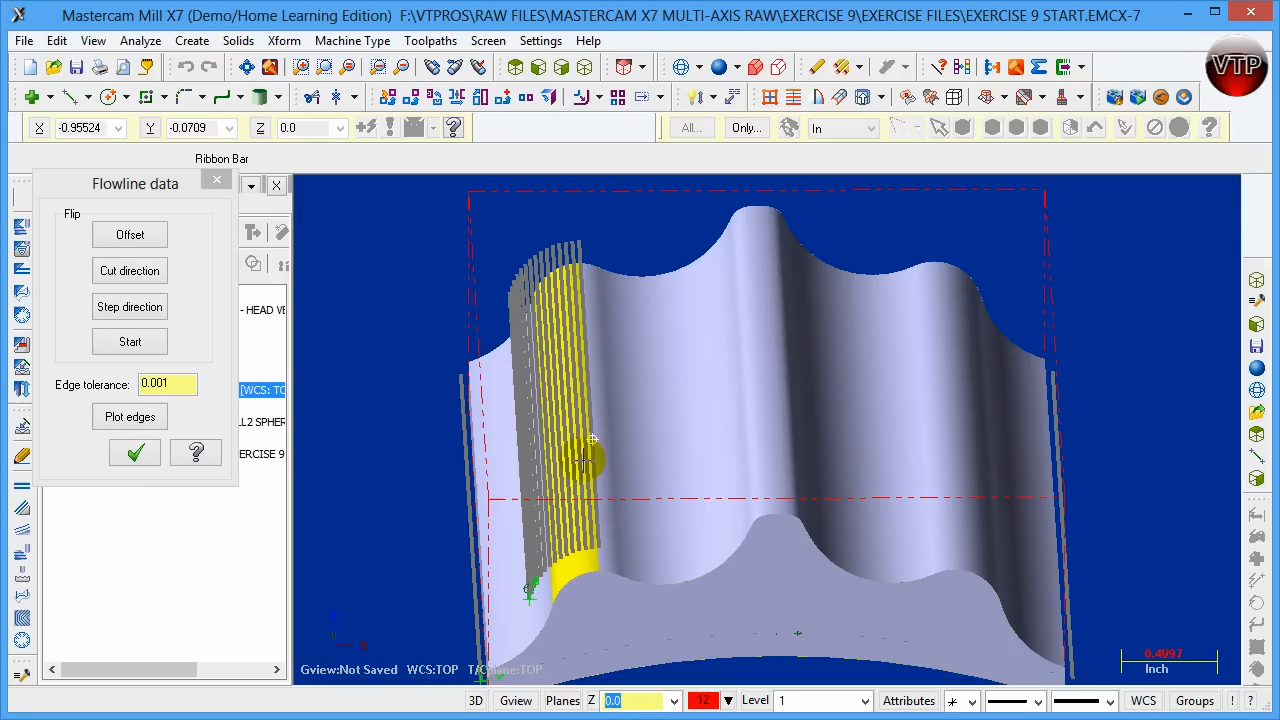 Mastercam Mill X7 (Demo/Home Learning Edition) F:\VTPROS\RAW FILES\MASTERCAM X7 MULTI-AXIS RAW\EXERCISE 9\EXERCISE FILES\EXERCISE 9 START.EMCX-7
File Edit View Analyze Create Solids Xform Machine Type Toolpaths Screen Settings Help
VTP
X -0.95524 Y -0.0709 Z 0.0 All... Only... In
Ribbon Bar
Flowline data
Flip
Offset
Cut direction
Step direction
Start
Edge tolerance: 0.001
Plot edges
- HEAD VE
[WCS: TO
LL2 SPHER
ERCISE 9
X
0.4997
Inch
Gview:Not Saved WCS:TOP T/Cplane:TOP
3D Gview Planes Z 0.0 12 Level 1 Attributes WCS Groups ! ?